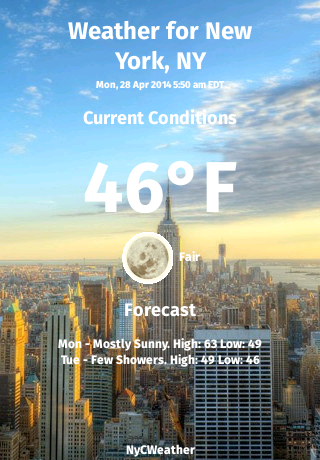 Weather for New
York, NY
Mon, 28 Apr 2014 5:50 am EDT
Current Conditions
46°F
Fair
Forecast
Mon - Mostly Sunny. High: 63 Low: 49
Tue - Few Showers. High: 49 Low: 46
NyCWeather